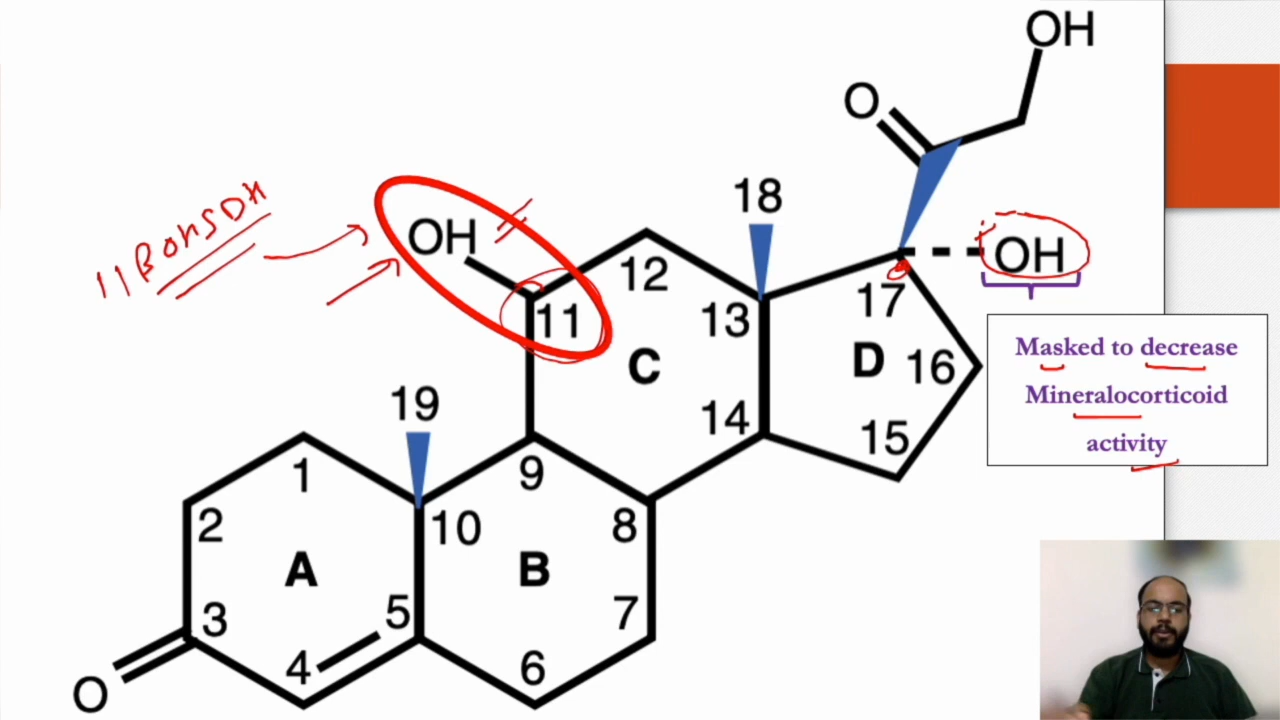 OH
O
18
11βOHSDH
OH
OH
12
11
17
13
C
D
16
19
14
15
Masked to decrease
Mineralocorticoid
activity
1
9
2
10
8
A
B
3
5
7
4
6
O